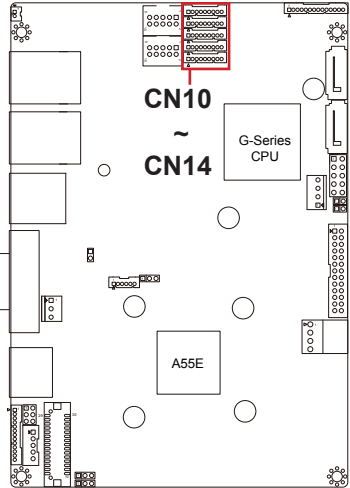 CN10
~
CN14
G-Series
CPU
A55E